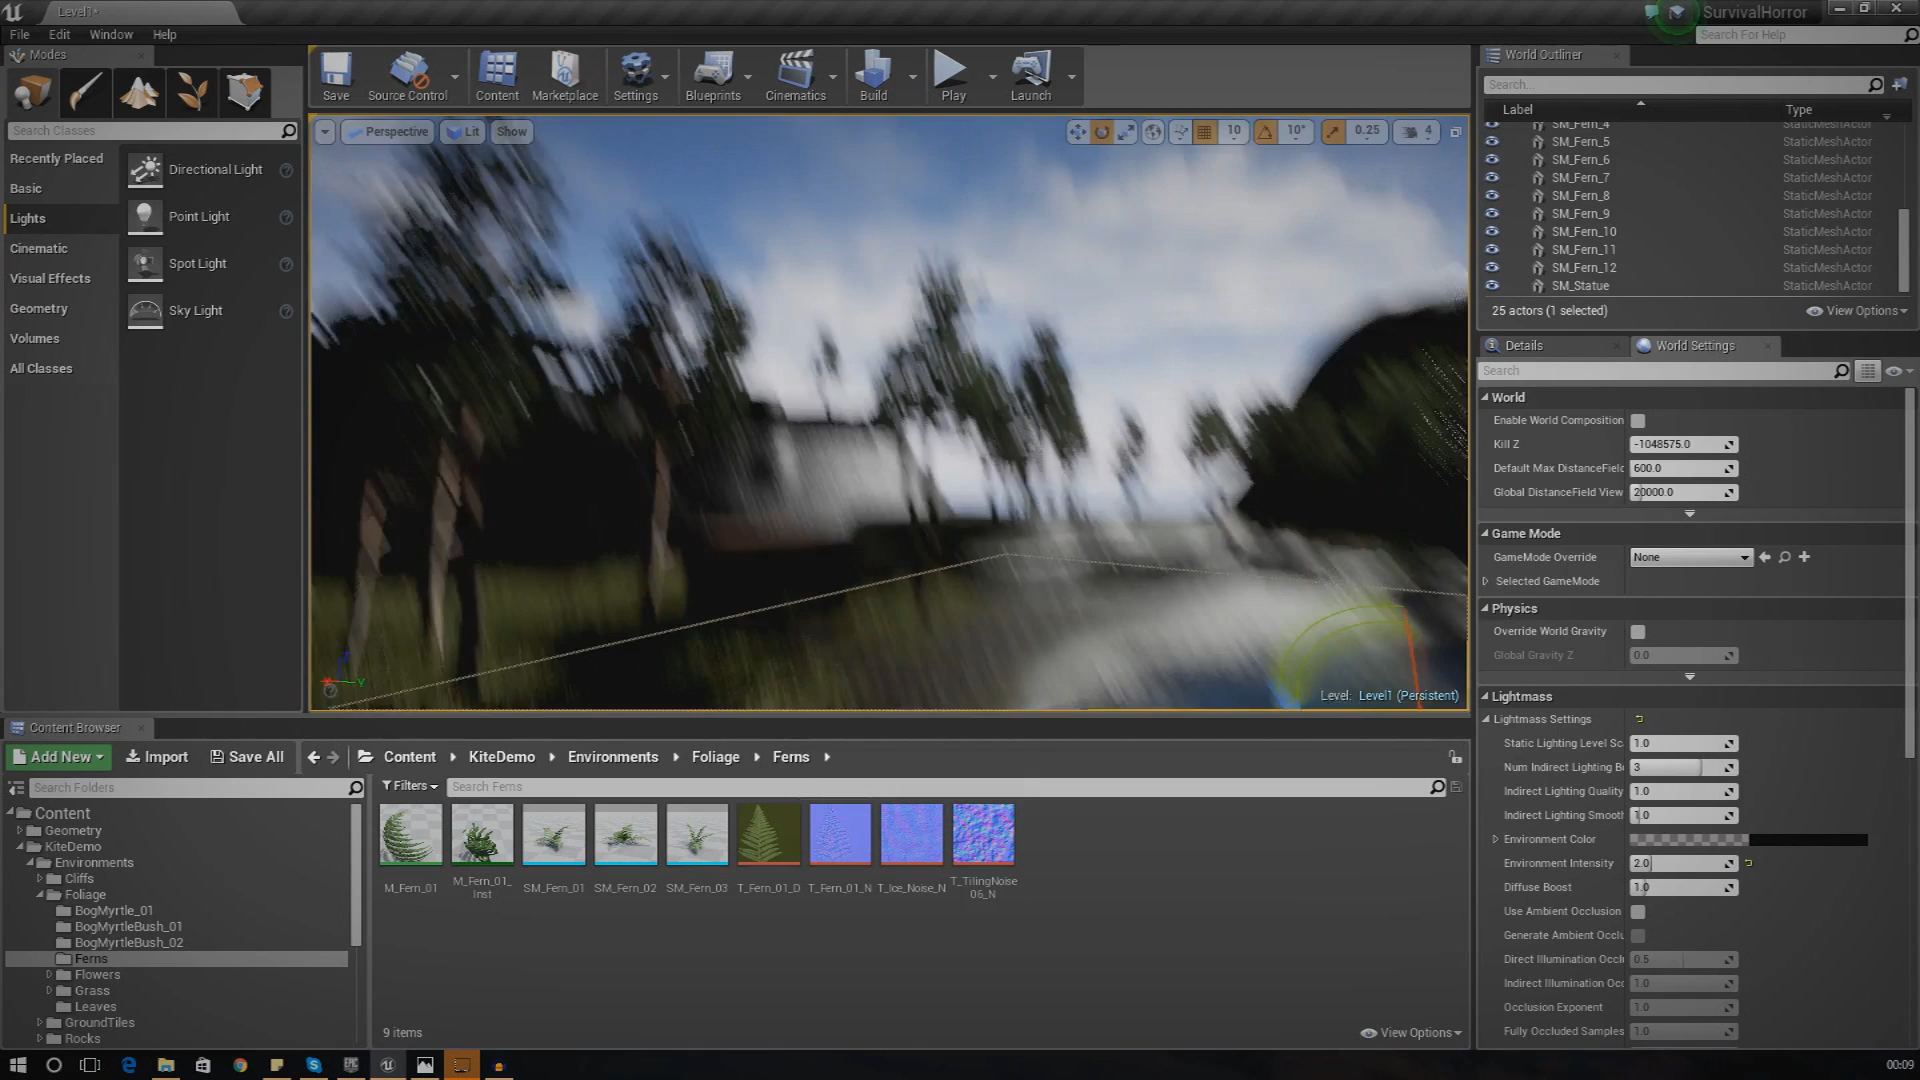 Level1*
SurvivalHorror
File Edit Window Help
Search For Help
Modes
Search Classes
Recently Placed
Basic
Lights
Cinematic
Visual Effects
Geometry
Volumes
All Classes
Directional Light
Point Light
Spot Light
Sky Light
Save
Source Control
Content
Marketplace
Settings
Blueprints
Cinematics
Build
Play
Launch
Perspective Lit Show
10 10° 0.25 4
Level: Level1 (Persistent)
World Outliner
Search...
Label Type
SM_Fern_4 StaticMeshActor
SM_Fern_5 StaticMeshActor
SM_Fern_6 StaticMeshActor
SM_Fern_7 StaticMeshActor
SM_Fern_8 StaticMeshActor
SM_Fern_9 StaticMeshActor
SM_Fern_10 StaticMeshActor
SM_Fern_11 StaticMeshActor
SM_Fern_12 StaticMeshActor
SM_Statue StaticMeshActor
25 actors (1 selected) View Options
Details World Settings
Search
World
Enable World Composition
Kill Z -1048575.0
Default Max DistanceField 600.0
Global DistanceField View 20000.0
Game Mode
GameMode Override None
Selected GameMode
Physics
Override World Gravity
Global Gravity Z 0.0
Lightmass
Lightmass Settings
Static Lighting Level Sc 1.0
Num Indirect Lighting B 3
Indirect Lighting Quality 1.0
Indirect Lighting Smoot 1.0
Environment Color
Environment Intensity 2.0
Diffuse Boost 1.0
Use Ambient Occlusion
Generate Ambient Occlu
Direct Illumination Occl 0.5
Indirect Illumination Occ 1.0
Occlusion Exponent 1.0
Fully Occluded Samples 1.0
Content Browser
Add New Import Save All Content KiteDemo Environments Foliage Ferns
Search Folders
Filters Search Ferns
Content
Geometry
KiteDemo
Environments
Cliffs
Foliage
BogMyrtle_01
BogMyrtleBush_01
BogMyrtleBush_02
Ferns
Flowers
Grass
Leaves
GroundTiles
Rocks
M_Fern_01
M_Fern_01_
Inst
SM_Fern_01
SM_Fern_02
SM_Fern_03
T_Fern_01_D
T_Fern_01_N
T_Ice_Noise_N
T_TilingNoise
06_N
9 items View Options
00:09